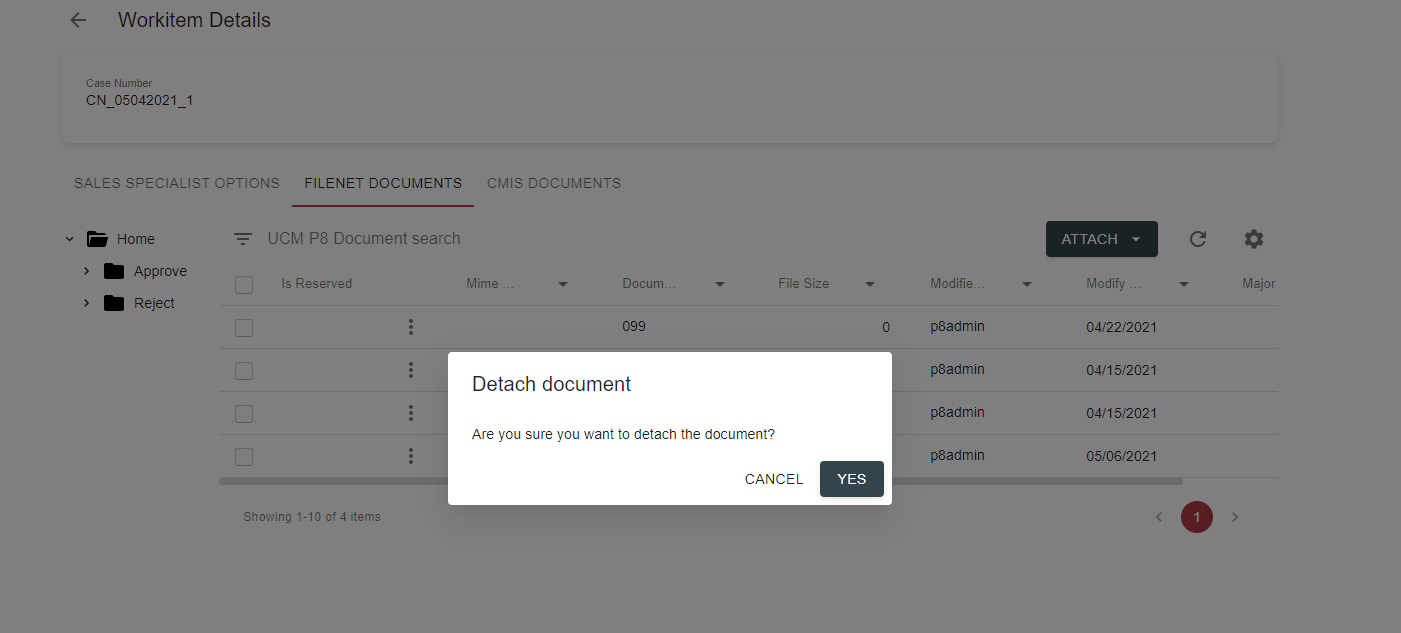 Workitem Details
Case Number
CN_05042021_1
SALES SPECIALIST OPTIONS FILENET DOCUMENTS CMIS DOCUMENTS
Home
Approve
Reject
UCM P8 Document search
ATTACH
Is Reserved Mime ... Docum... File Size Modifie... Modify ... Major
099 0 p8admin 04/22/2021
p8admin 04/15/2021
p8admin 04/15/2021
p8admin 05/06/2021
Detach document
Are you sure you want to detach the document?
CANCEL YES
Showing 1-10 of 4 items
1